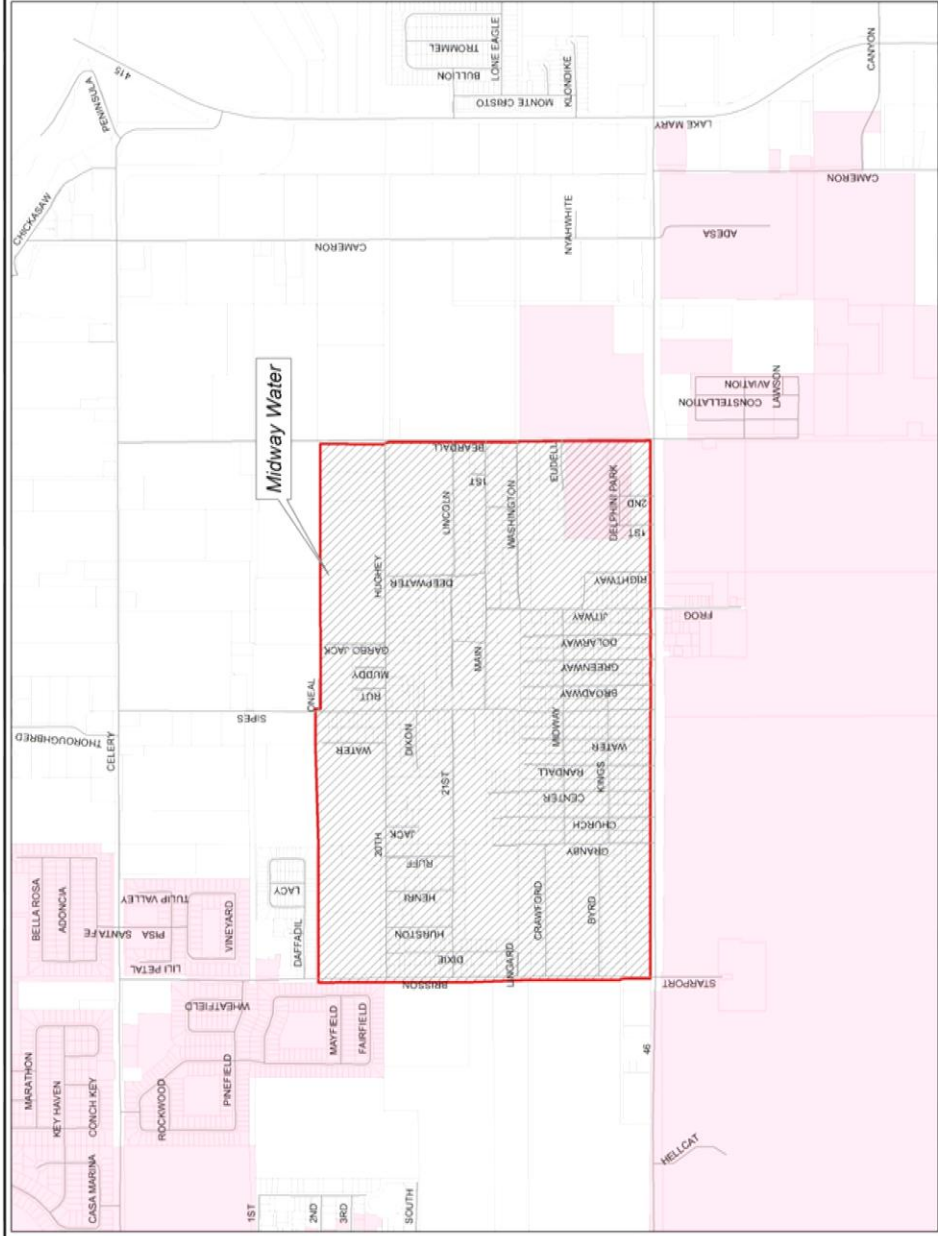 CHICKASAW
PENINSULA
415
TROMMEL
BULLION
LONE EAGLE
MONTE CRISTO
KLONDIKE
LAKE MARY
CANYON
CAMERON
CAMERON
NYAHWHITE
ADESA
AVIATION
CONSTELLATION
LAWSON
Midway Water
BEARDALL
1ST
LINCOLN
WASHINGTON
EUDELL
DELPHINI PARK
2ND
1ST
HUGHEY
DEEPWATER
RIGHTWAY
JITWAY
FROG
GARBO JACK
MUDDY
RUT
MAIN
DOLARWAY
GREENWAY
BROADWAY
ONEAL
SIPES
THOROUGHBRED
CELERY
WATER
DIXON
21ST
MIDWAY
WATER
RANDALL
KINGS
CENTER
CHURCH
GRANBY
20TH
JACK
RUFF
HENRI
HURSTON
DIXIE
CRAWFORD
BYRD
LINGARD
BRISSON
STARPORT
BELLA ROSA
ADONCIA
TULIP VALLEY
SANTA FE
PISA
VINEYARD
LILI PETAL
LACY
DAFFADIL
WHEATFIELD
MAYFIELD
FAIRFIELD
MARATHON
KEY HAVEN
CONCH KEY
CASA MARINA
ROCKWOOD
PINEFIELD
46
HELLCAT
1ST
2ND
3RD
SOUTH